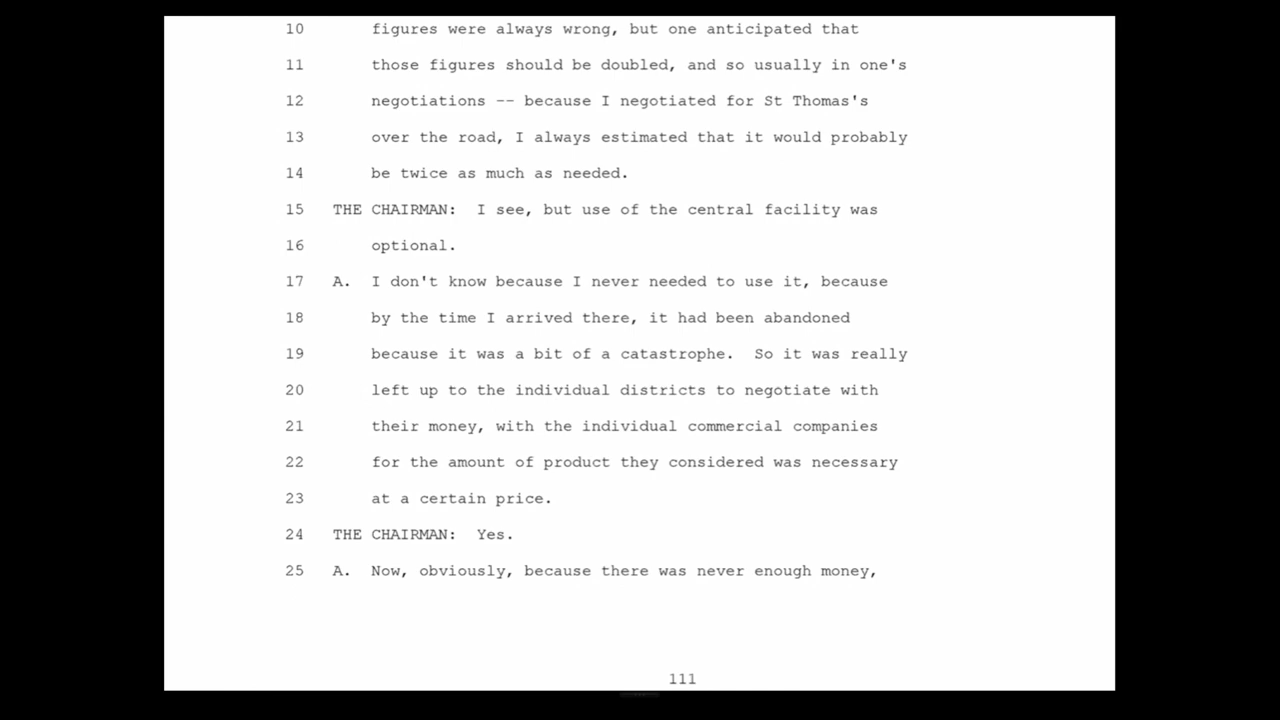 10 figures were always wrong, but one anticipated that
11 those figures should be doubled, and so usually in one's
12 negotiations -- because I negotiated for St Thomas's
13 over the road, I always estimated that it would probably
14 be twice as much as needed.
15 THE CHAIRMAN: I see, but use of the central facility was
16 optional.
17 A. I don't know because I never needed to use it, because
18 by the time I arrived there, it had been abandoned
19 because it was a bit of a catastrophe. So it was really
20 left up to the individual districts to negotiate with
21 their money, with the individual commercial companies
22 for the amount of product they considered was necessary
23 at a certain price.
24 THE CHAIRMAN: Yes.
25 A. Now, obviously, because there was never enough money,
111